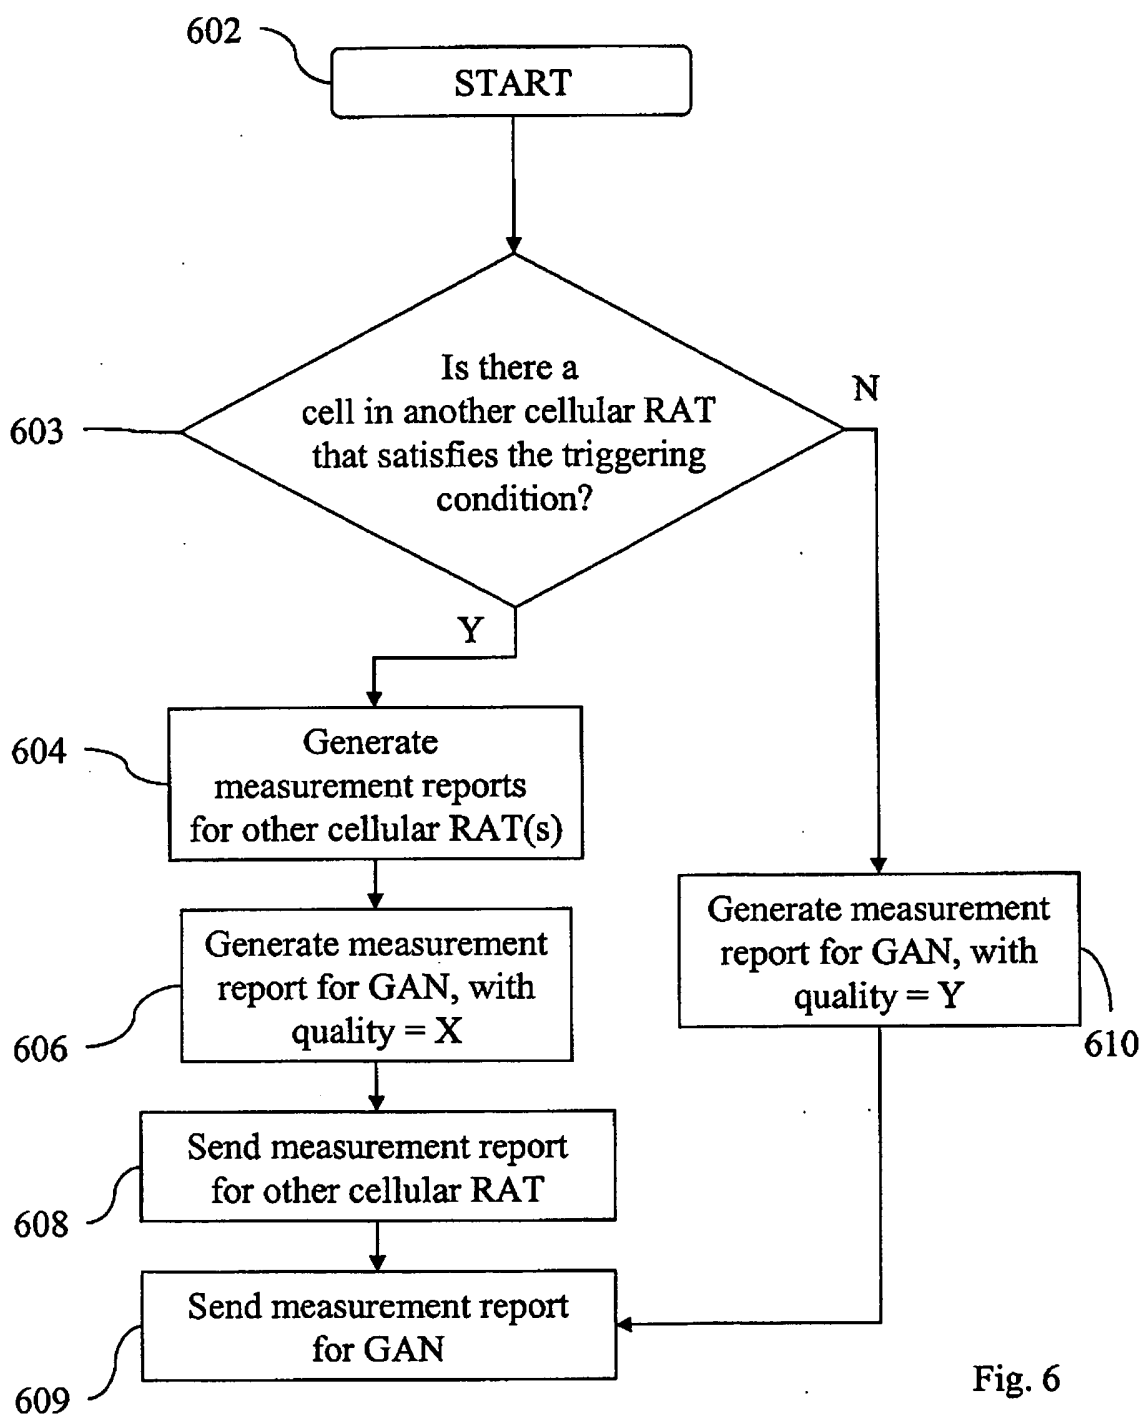 602
START
Is there a
cell in another cellular RAT
that satisfies the triggering
condition?
603
N
Y
604
Generate
measurement reports
for other cellular RAT(s)
Generate measurement
report for GAN, with
quality = X
606
Generate measurement
report for GAN, with
quality = Y
610
Send measurement report
for other cellular RAT
608
Send measurement report
for GAN
609
Fig. 6